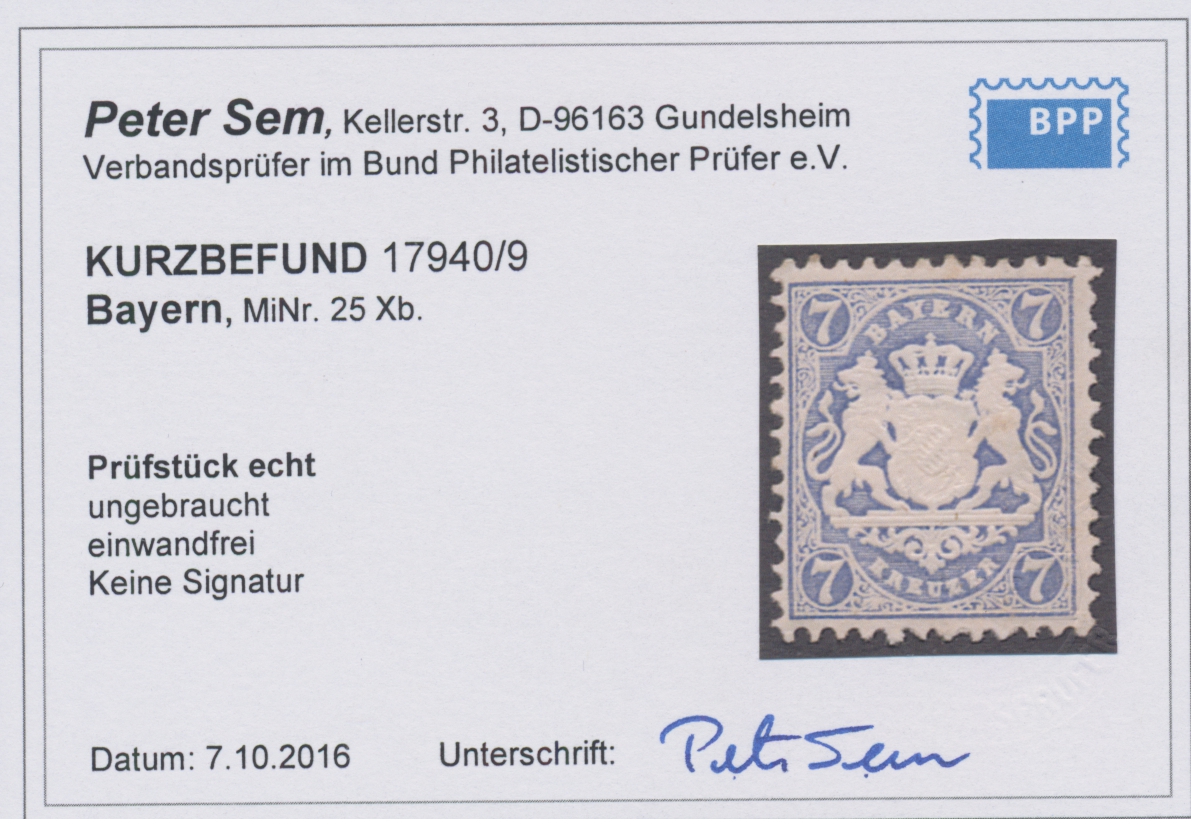 Peter Sem, Kellerstr. 3, D-96163 Gundelsheim
Verbandsprüfer im Bund Philatelistischer Prüfer e.V.
BPP
KURZBEFUND 17940/9
Bayern, MiNr. 25 Xb.
7 7
BAYERN
7 7
KREUZER
Prüfstück echt
ungebraucht
einwandfrei
Keine Signatur
Datum: 7.10.2016 Unterschrift: Peter Sem